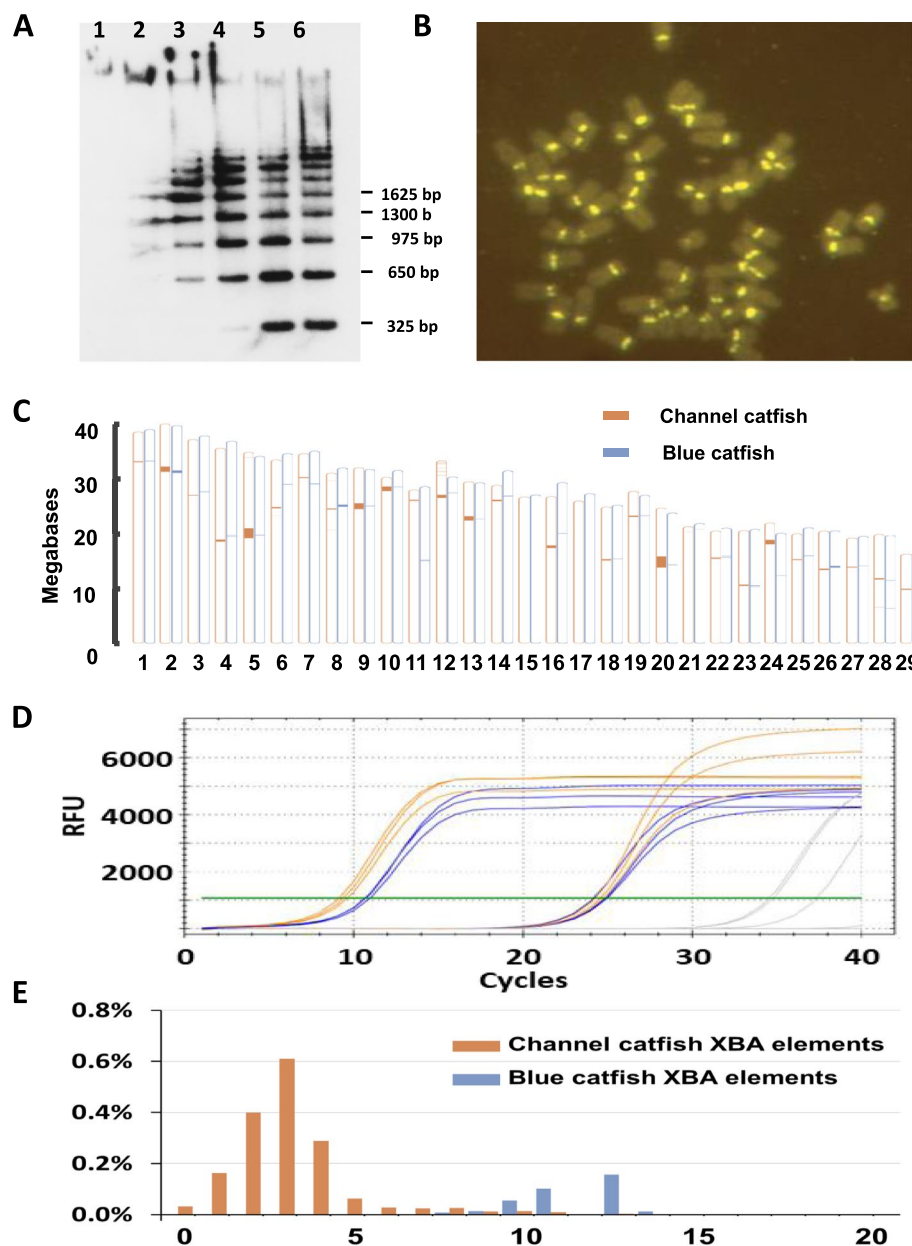 A
1 2 3 4 5 6
1625 bp
1300 b
975 bp
650 bp
325 bp
B
C
Channel catfish
Blue catfish
Megabases
40
30
20
10
0
1 2 3 4 5 6 7 8 9 10 11 12 13 14 15 16 17 18 19 20 21 22 23 24 25 26 27 28 29
D
RFU
6000
4000
2000
0 10 20 30 40
Cycles
E
0.8%
0.6%
0.4%
0.2%
0.0%
Channel catfish XBA elements
Blue catfish XBA elements
0 5 10 15 20